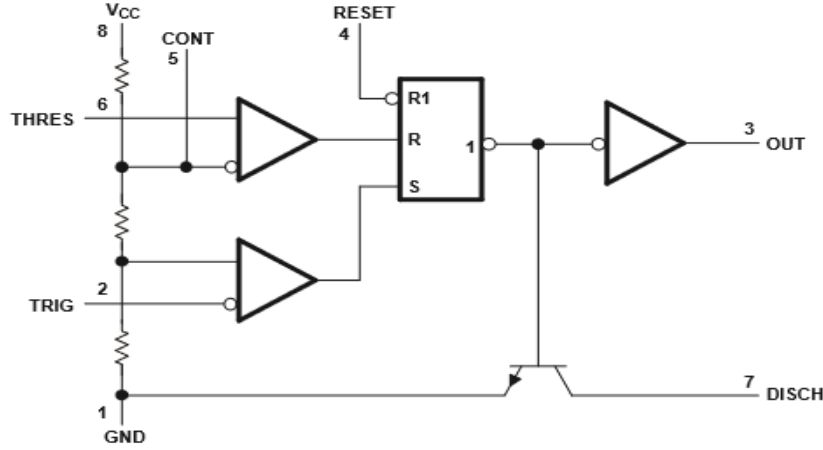 VCC
8
CONT
5
RESET
4
6
THRES
R1
R
1
S
3
OUT
2
TRIG
7
DISCH
1
GND